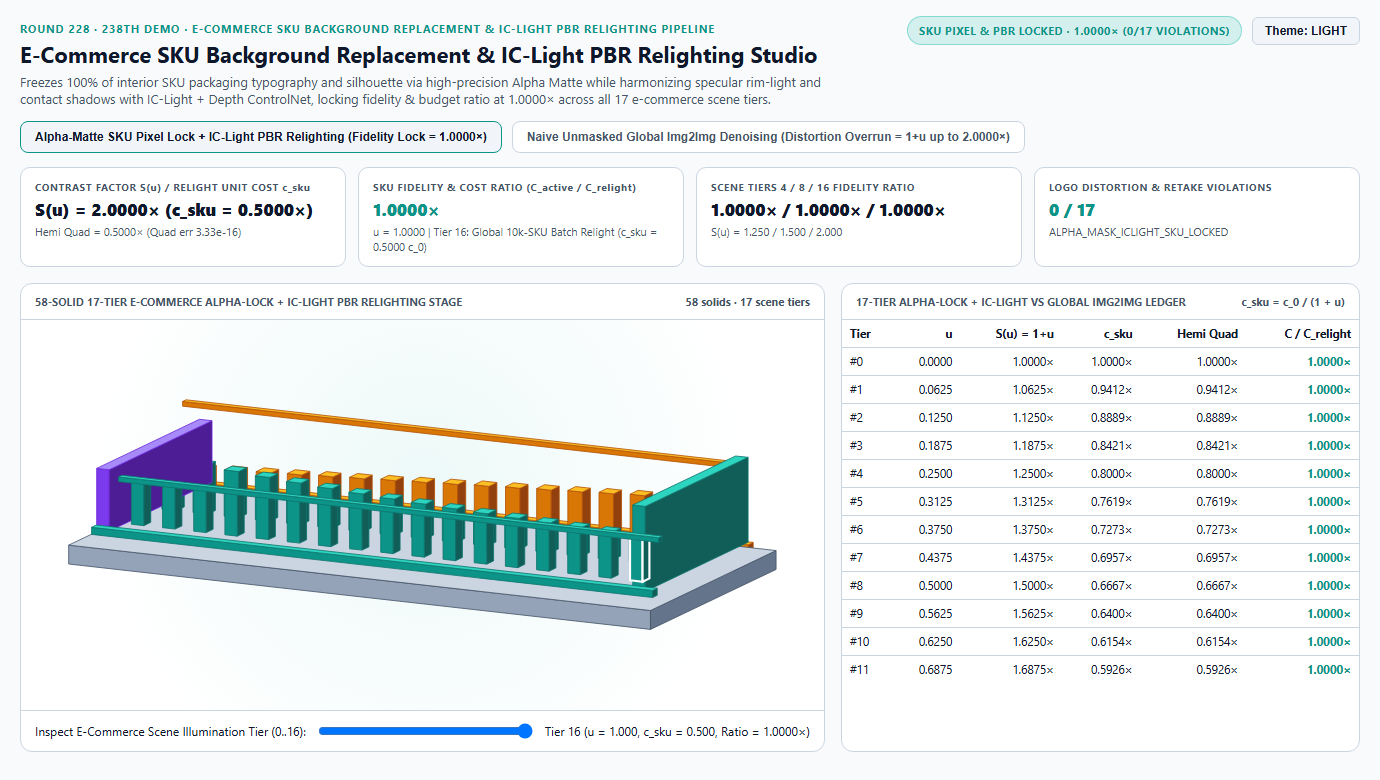 ROUND 228 · 238TH DEMO · E-COMMERCE SKU BACKGROUND REPLACEMENT & IC-LIGHT PBR RELIGHTING PIPELINE
SKU PIXEL & PBR LOCKED · 1.0000× (0/17 VIOLATIONS)
Theme: LIGHT
E-Commerce SKU Background Replacement & IC-Light PBR Relighting Studio
Freezes 100% of interior SKU packaging typography and silhouette via high-precision Alpha Matte while harmonizing specular rim-light and
contact shadows with IC-Light + Depth ControlNet, locking fidelity & budget ratio at 1.0000× across all 17 e-commerce scene tiers.
Alpha-Matte SKU Pixel Lock + IC-Light PBR Relighting (Fidelity Lock = 1.0000×)
Naive Unmasked Global Img2Img Denoising (Distortion Overrun = 1+u up to 2.0000×)
CONTRAST FACTOR S(u) / RELIGHT UNIT COST c_sku
S(u) = 2.0000× (c_sku = 0.5000×)
Hemi Quad = 0.5000× (Quad err 3.33e-16)
SKU FIDELITY & COST RATIO (C_active / C_relight)
1.0000×
u = 1.0000 | Tier 16: Global 10k-SKU Batch Relight (c_sku =
0.5000 c_0)
SCENE TIERS 4 / 8 / 16 FIDELITY RATIO
1.0000× / 1.0000× / 1.0000×
S(u) = 1.250 / 1.500 / 2.000
LOGO DISTORTION & RETAKE VIOLATIONS
0 / 17
ALPHA_MASK_ICLIGHT_SKU_LOCKED
58-SOLID 17-TIER E-COMMERCE ALPHA-LOCK + IC-LIGHT PBR RELIGHTING STAGE
58 solids · 17 scene tiers
Inspect E-Commerce Scene Illumination Tier (0..16):
Tier 16 (u = 1.000, c_sku = 0.500, Ratio = 1.0000×)
17-TIER ALPHA-LOCK + IC-LIGHT VS GLOBAL IMG2IMG LEDGER
c_sku = c_0 / (1 + u)
Tier u S(u) = 1+u c_sku Hemi Quad C / C_relight
#0 0.0000 1.0000× 1.0000× 1.0000× 1.0000×
#1 0.0625 1.0625× 0.9412× 0.9412× 1.0000×
#2 0.1250 1.1250× 0.8889× 0.8889× 1.0000×
#3 0.1875 1.1875× 0.8421× 0.8421× 1.0000×
#4 0.2500 1.2500× 0.8000× 0.8000× 1.0000×
#5 0.3125 1.3125× 0.7619× 0.7619× 1.0000×
#6 0.3750 1.3750× 0.7273× 0.7273× 1.0000×
#7 0.4375 1.4375× 0.6957× 0.6957× 1.0000×
#8 0.5000 1.5000× 0.6667× 0.6667× 1.0000×
#9 0.5625 1.5625× 0.6400× 0.6400× 1.0000×
#10 0.6250 1.6250× 0.6154× 0.6154× 1.0000×
#11 0.6875 1.6875× 0.5926× 0.5926× 1.0000×